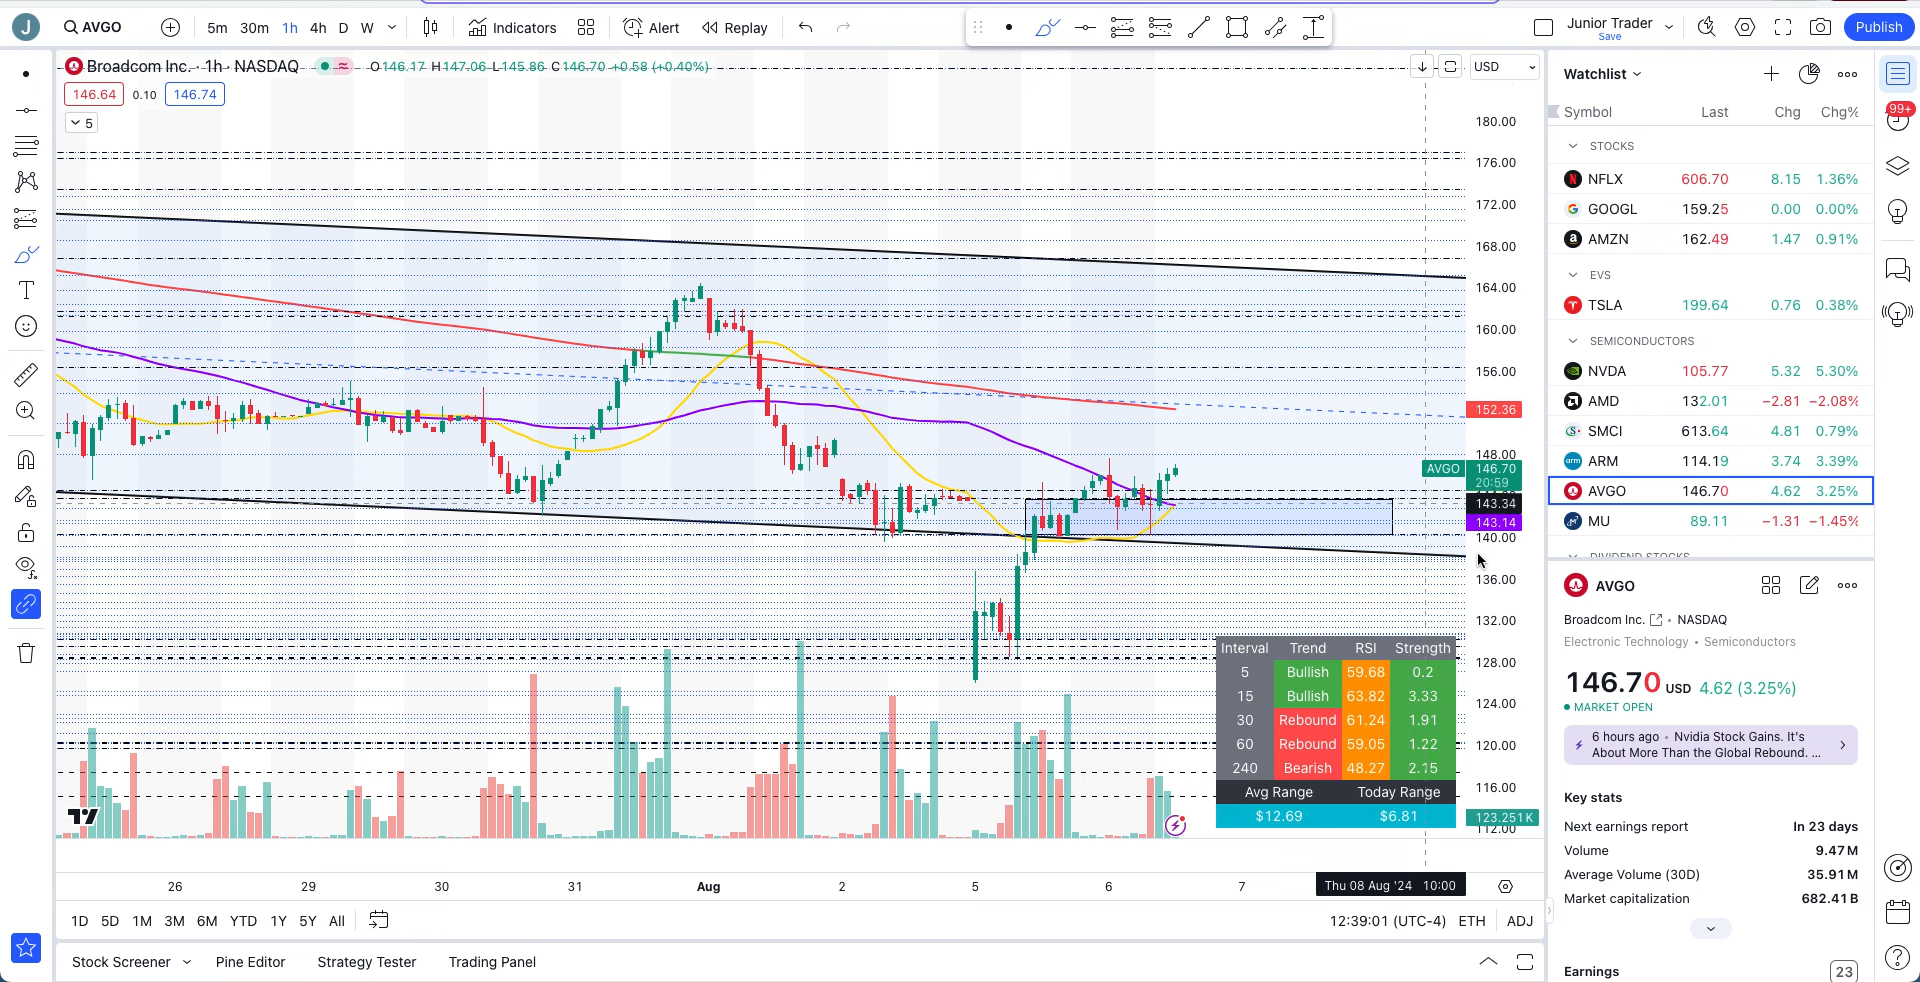 J
AVGO
5m 30m 1h 4h D W
Indicators
Alert
Replay
Junior Trader
Save
Publish
Broadcom Inc. · 1h · NASDAQ
O146.17 H147.06 L145.86 C146.70 +0.58 (+0.40%)
146.64 0.10 146.74
5
USD
180.00
176.00
172.00
168.00
164.00
160.00
156.00
152.36
148.00
AVGO 146.70
20:59
143.34
143.14
140.00
136.00
132.00
128.00
124.00
120.00
116.00
123.251K
112.00
Interval Trend RSI Strength
5 Bullish 59.68 0.2
15 Bullish 63.82 3.33
30 Rebound 61.24 1.91
60 Rebound 59.05 1.22
240 Bearish 48.27 2.15
Avg Range Today Range
$12.69 $6.81
26 29 30 31 Aug 2 5 6 7
Thu 08 Aug '24 10:00
1D 5D 1M 3M 6M YTD 1Y 5Y All
12:39:01 (UTC-4) ETH ADJ
Stock Screener Pine Editor Strategy Tester Trading Panel
Watchlist
Symbol Last Chg Chg%
STOCKS
NFLX 606.70 8.15 1.36%
GOOGL 159.25 0.00 0.00%
AMZN 162.49 1.47 0.91%
EVS
TSLA 199.64 0.76 0.38%
SEMICONDUCTORS
NVDA 105.77 5.32 5.30%
AMD 132.01 −2.81 −2.08%
SMCI 613.64 4.81 0.79%
arm ARM 114.19 3.74 3.39%
AVGO 146.70 4.62 3.25%
MU 89.11 −1.31 −1.45%
DIVIDEND STOCKS
AVGO
Broadcom Inc. · NASDAQ
Electronic Technology · Semiconductors
146.70 USD 4.62 (3.25%)
MARKET OPEN
6 hours ago · Nvidia Stock Gains. It's
About More Than the Global Rebound. ...
Key stats
Next earnings report In 23 days
Volume 9.47M
Average Volume (30D) 35.91M
Market capitalization 682.41B
Earnings 23
99+